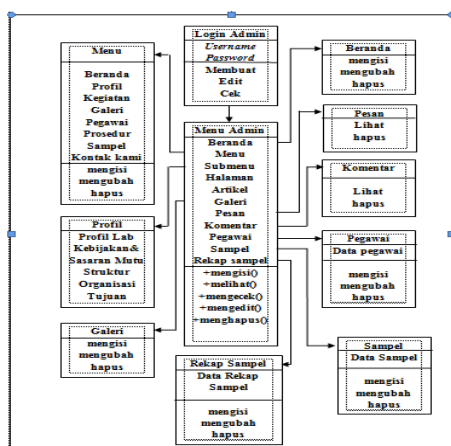 Login Admin
Username
Password
Membuat
Edit
Cek
Menu
Beranda
Profil
Kegiatan
Galeri
Pegawai
Prosedur
Sampel
Kontak kami
mengisi
mengubah
hapus
Profil
Profil Lab
Kebijakan&
Sasaran Mutu
Struktur
Organisasi
Tujuan
Galeri
mengisi
mengubah
hapus
Menu Admin
Beranda
Menu
Submenu
Halaman
Artikel
Galeri
Pesan
Komentar
Pegawai
Sampel
Rekap sampel
+mengisi()
+melihat()
+mengecek()
+mengedit()
+menghapus()
Rekap Sampel
Data Rekap
Sampel
mengisi
mengubah
hapus
Beranda
mengisi
mengubah
hapus
Pesan
Lihat
hapus
Komentar
Lihat
hapus
Pegawai
Data pegawai
mengisi
mengubah
hapus
Sampel
Data Sampel
mengisi
mengubah
hapus